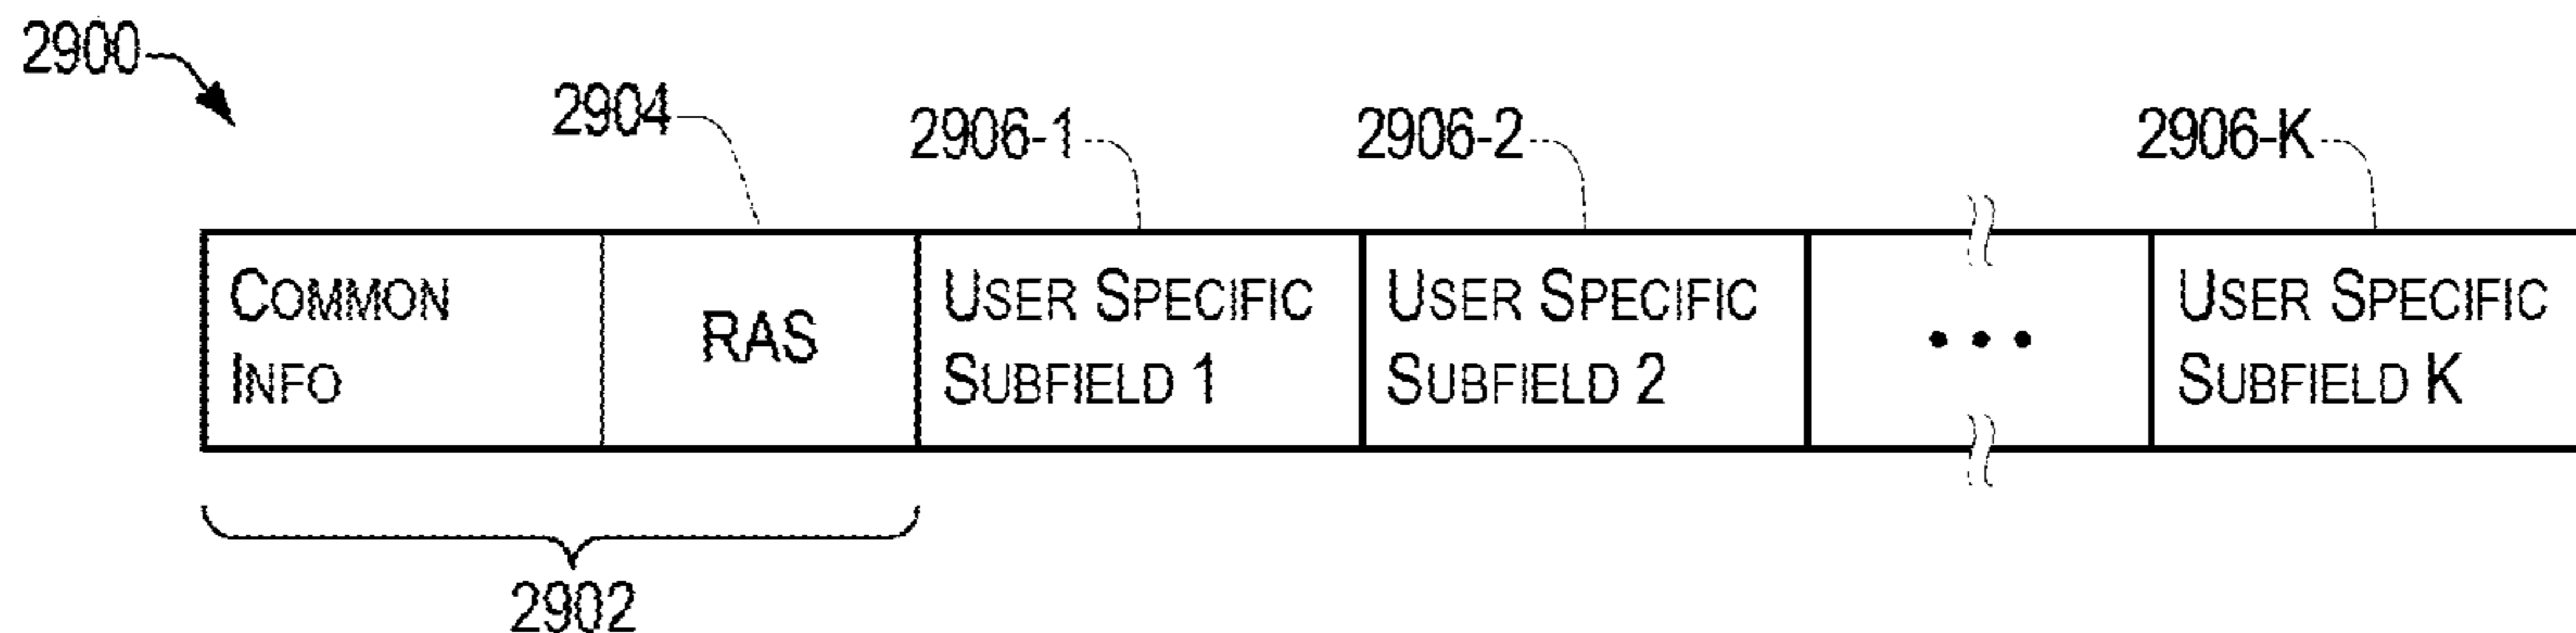 2900
2904
2906-1
2906-2
2906-K
COMMON
INFO
RAS
USER SPECIFIC
SUBFIELD 1
USER SPECIFIC
SUBFIELD 2
• • •
USER SPECIFIC
SUBFIELD K
2902